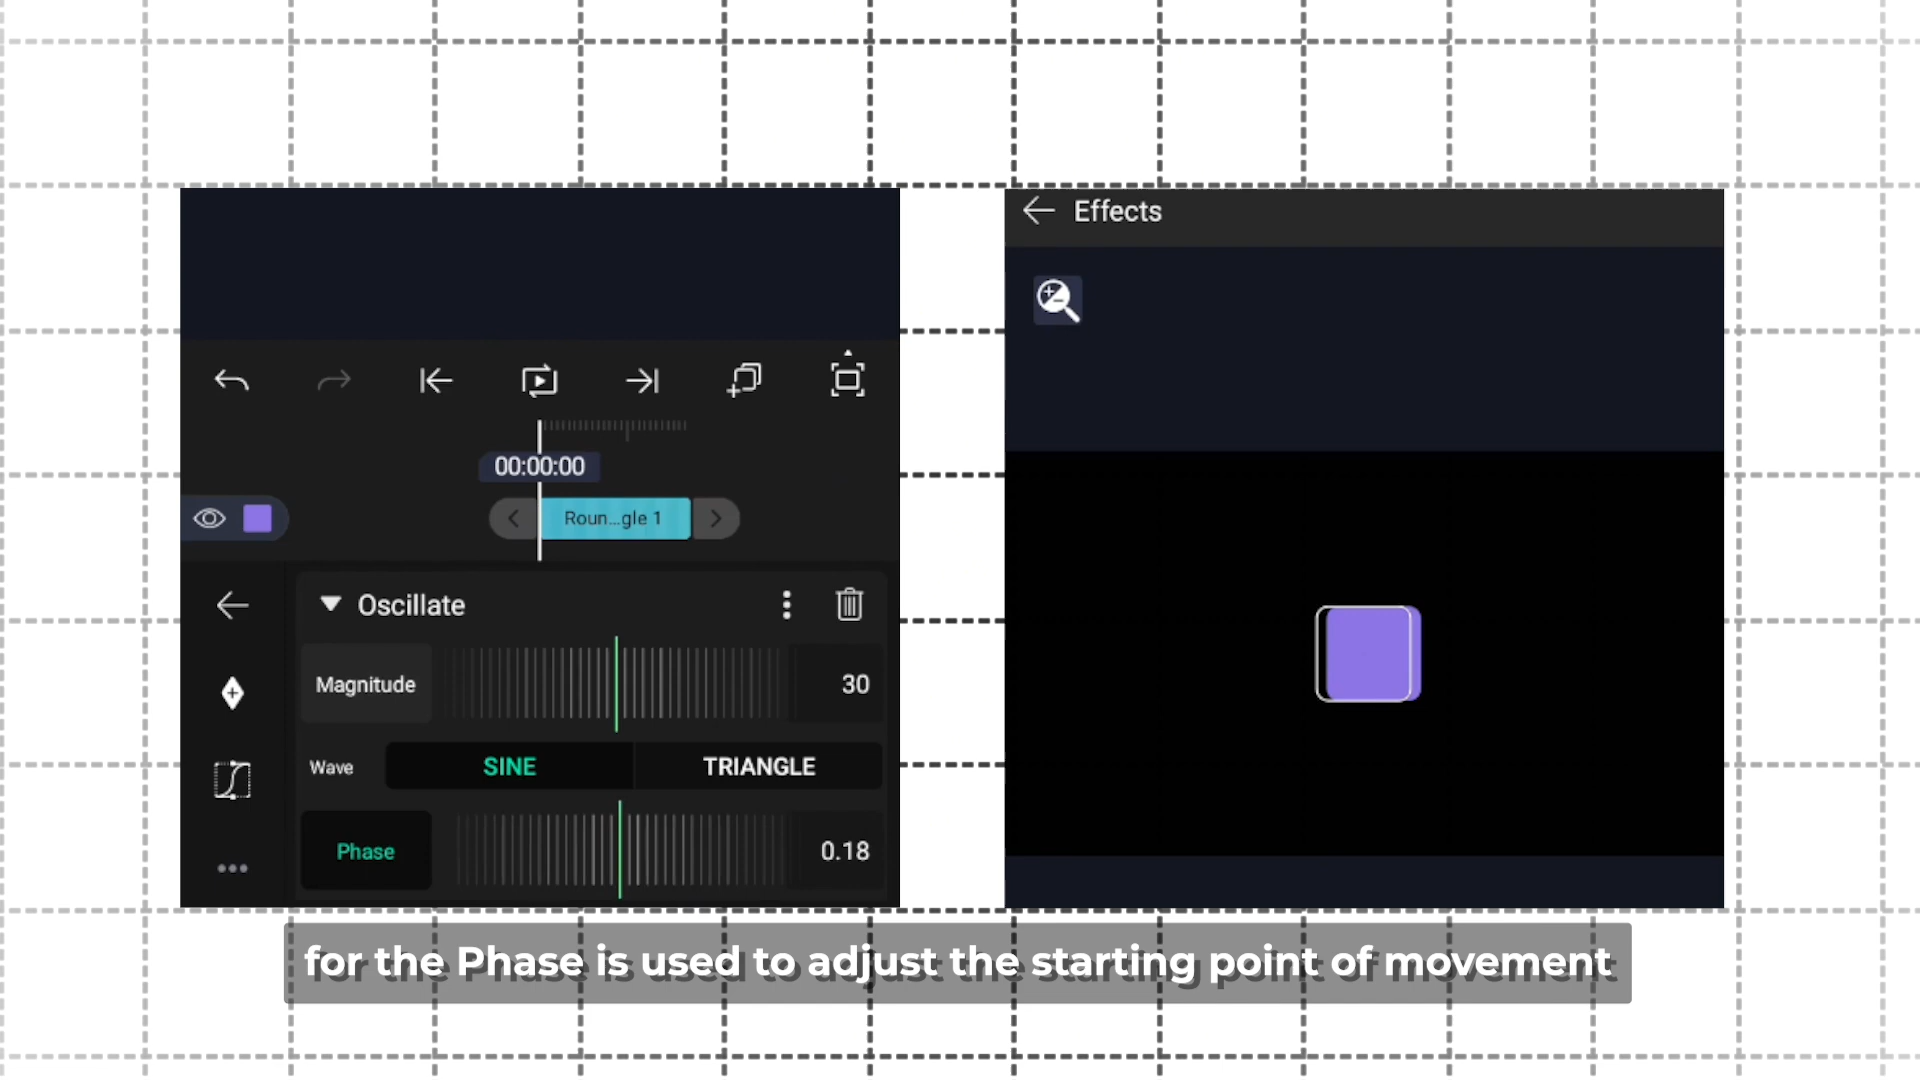 00:00:00
Roun...gle 1
Oscillate
Magnitude
30
Wave
SINE
TRIANGLE
Phase
0.18
Effects
for the Phase is used to adjust the starting point of movement